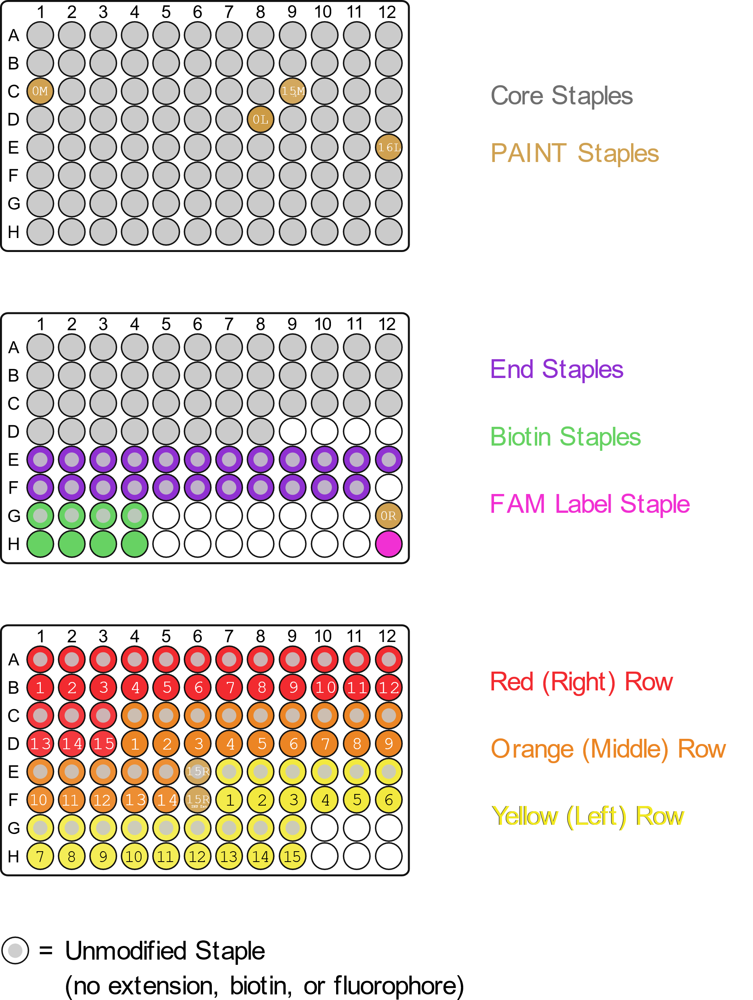 1 2 3 4 5 6 7 8 9 10 11 12
A
B
C 0M 15M
D 0L
E 16L
F
G
H
Core Staples
PAINT Staples
1 2 3 4 5 6 7 8 9 10 11 12
A
B
C
D
E
F
G 0R
H
End Staples
Biotin Staples
FAM Label Staple
1 2 3 4 5 6 7 8 9 10 11 12
A
B 1 2 3 4 5 6 7 8 9 10 11 12
C
D 13 14 15 1 2 3 4 5 6 7 8 9
E 15R
F 10 11 12 13 14 15R 1 2 3 4 5 6
INS Ext
G
H 7 8 9 10 11 12 13 14 15
Red (Right) Row
Orange (Middle) Row
Yellow (Left) Row
= Unmodified Staple
(no extension, biotin, or fluorophore)